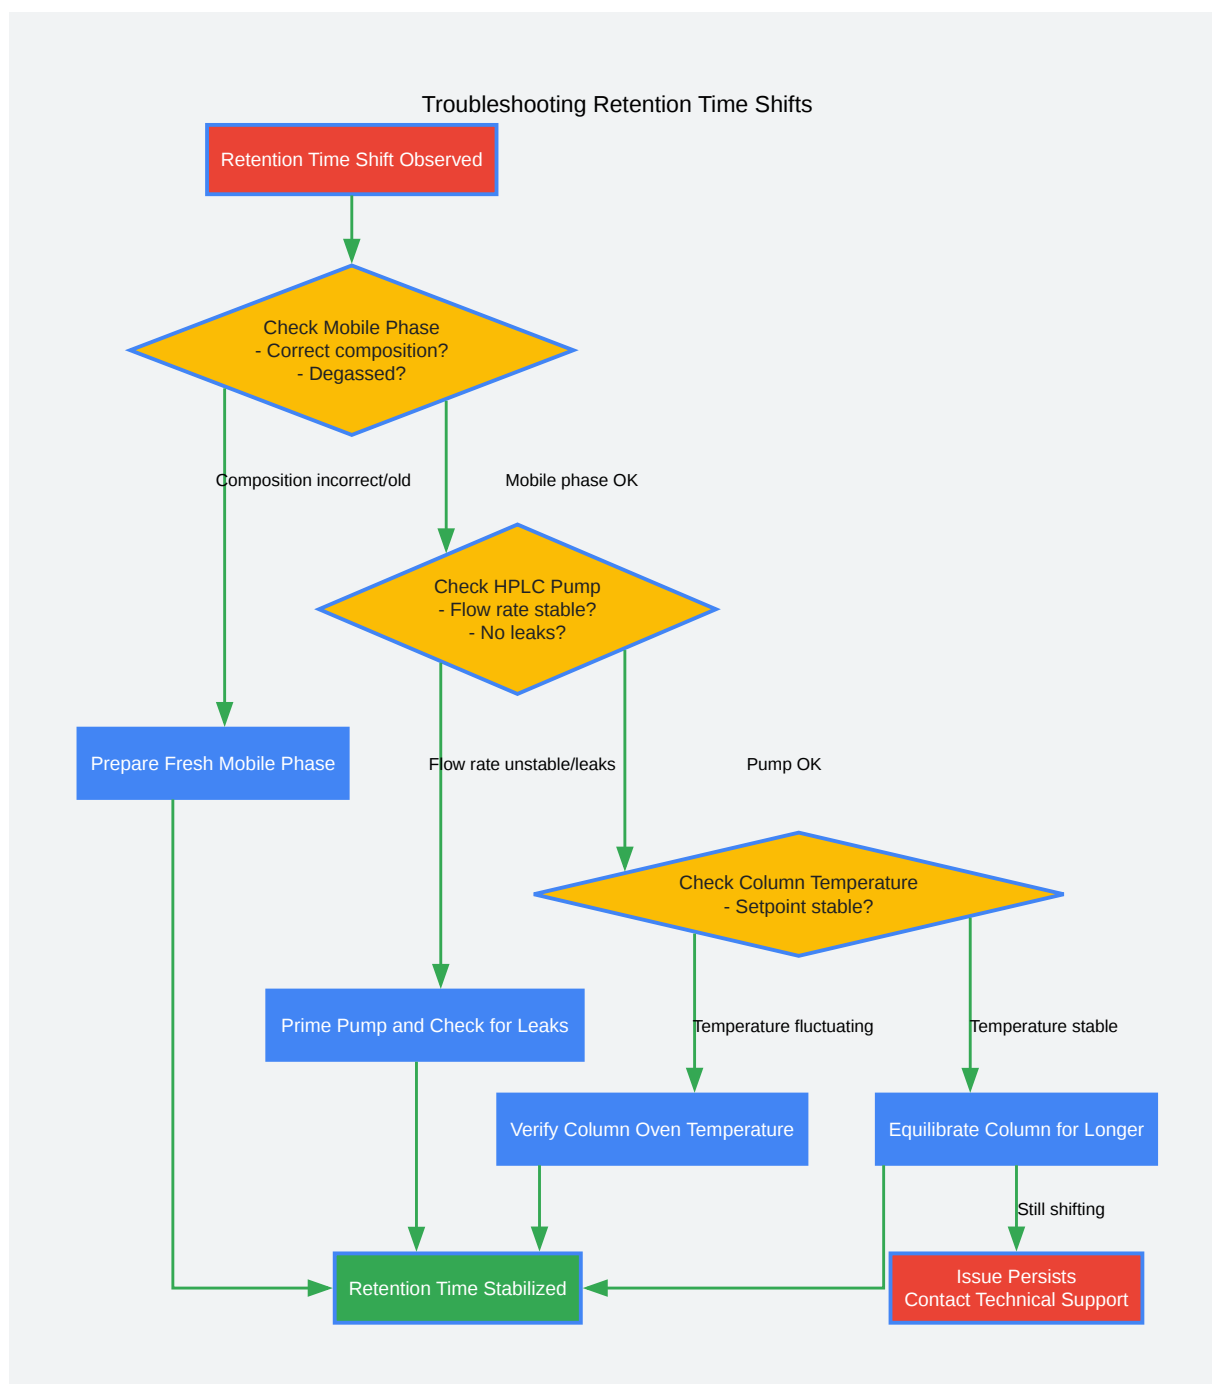 Troubleshooting Retention Time Shifts
Retention Time Shift Observed
Check Mobile Phase
- Correct composition?
- Degassed?
Composition incorrect/old
Mobile phase OK
Check HPLC Pump
- Flow rate stable?
- No leaks?
Prepare Fresh Mobile Phase
Flow rate unstable/leaks
Pump OK
Check Column Temperature
- Setpoint stable?
Prime Pump and Check for Leaks
Temperature fluctuating
Temperature stable
Verify Column Oven Temperature
Equilibrate Column for Longer
Still shifting
Retention Time Stabilized
Issue Persists
Contact Technical Support